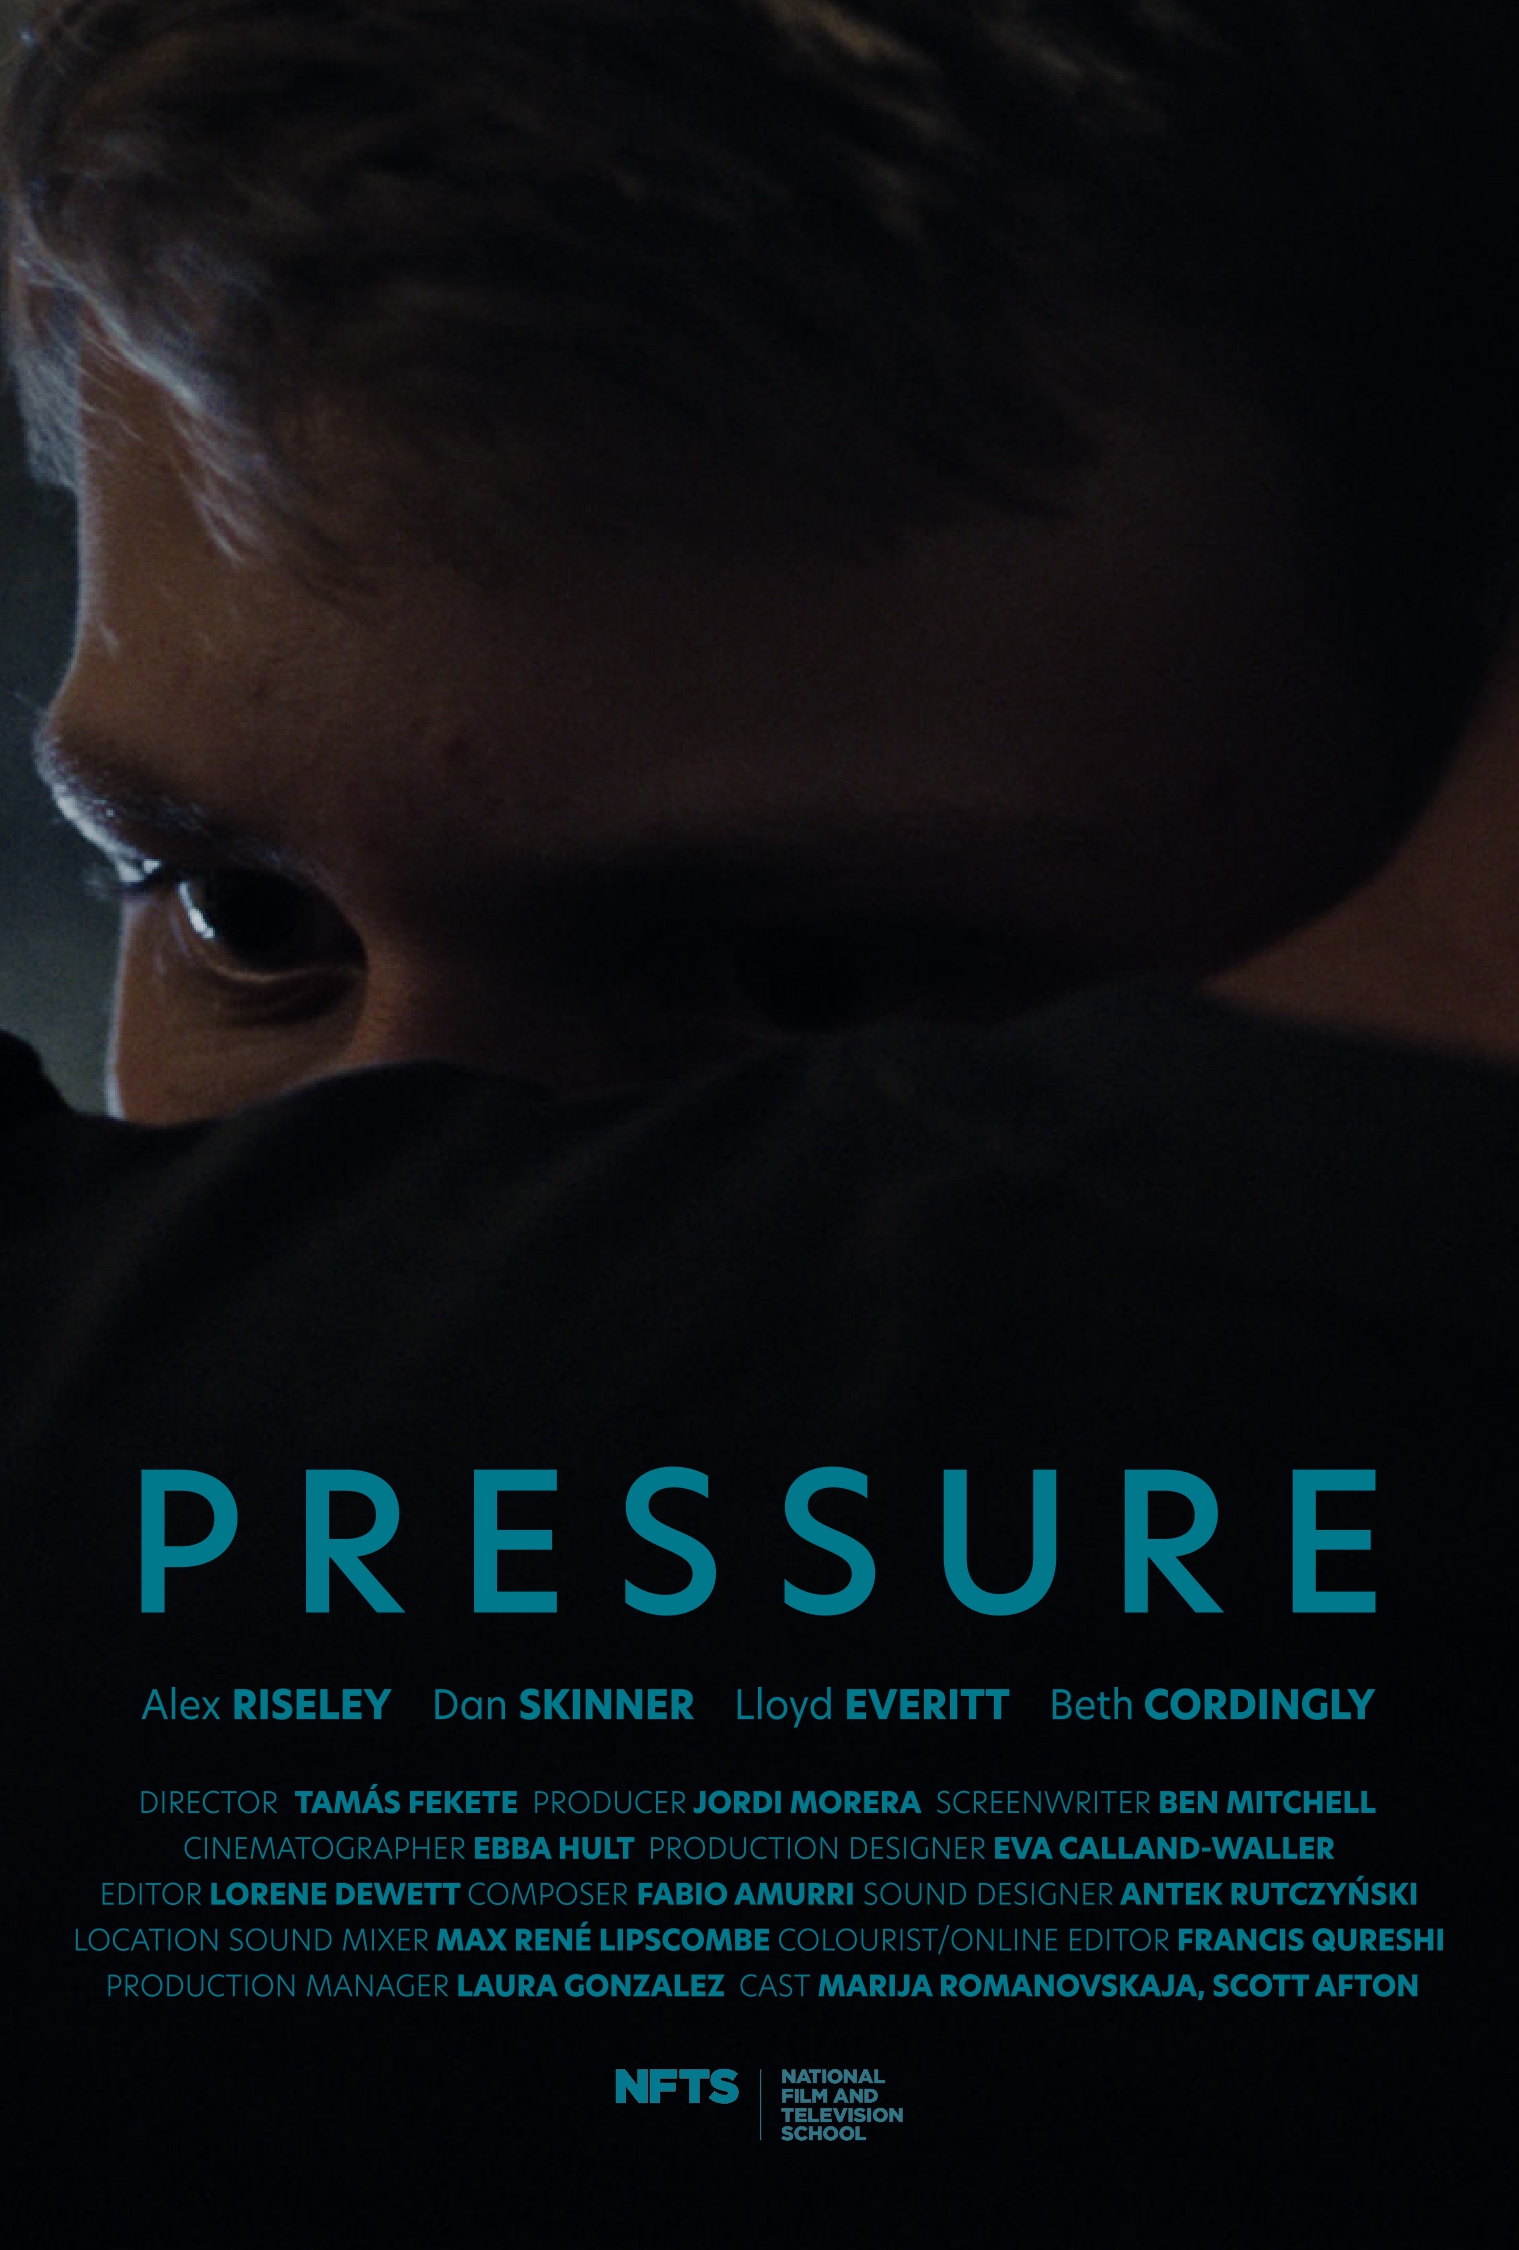 PRESSURE
Alex RISELEY Dan SKINNER Lloyd EVERITT Beth CORDINGLY
DIRECTOR TAMÁS FEKETE PRODUCER JORDI MORERA SCREENWRITER BEN MITCHELL
CINEMATOGRAPHER EBBA HULT PRODUCTION DESIGNER EVA CALLAND-WALLER
EDITOR LORENE DEWETT COMPOSER FABIO AMURRI SOUND DESIGNER ANTEK RUTCZYŃSKI
LOCATION SOUND MIXER MAX RENÉ LIPSCOMBE COLOURIST/ONLINE EDITOR FRANCIS QURESHI
PRODUCTION MANAGER LAURA GONZALEZ CAST MARIJA ROMANOVSKAJA, SCOTT AFTON
NFTS
NATIONAL
FILM AND
TELEVISION
SCHOOL